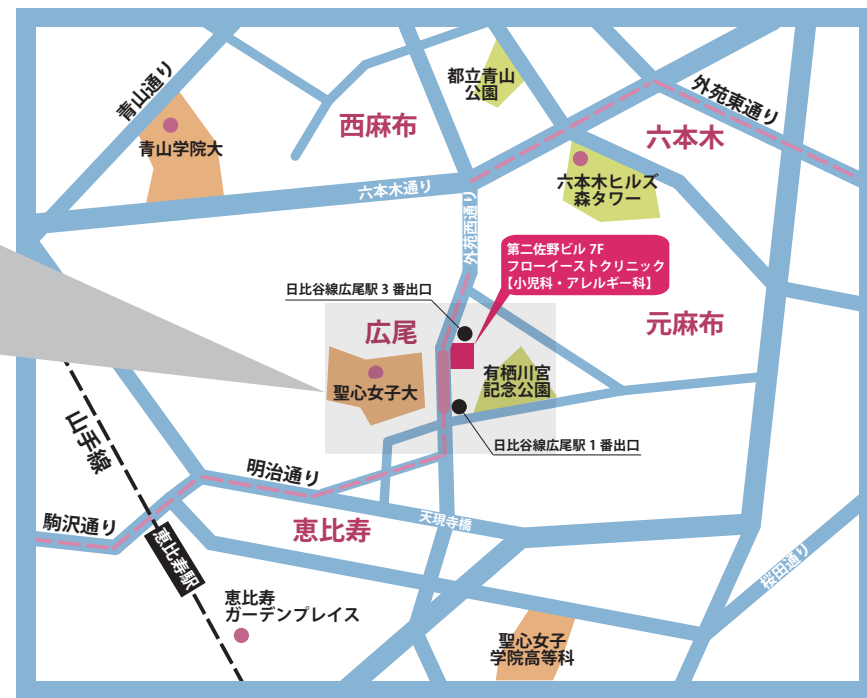 青山通り
青山学院大
西麻布
都立青山
公園
外苑東通り
六本木
六本木ヒルズ
森タワー
六本木通り
外苑西通り
第二佐野ビル 7F
フローイーストクリニック
【小児科・アレルギー科】
日比谷線広尾駅 3 番出口
広尾
元麻布
聖心女子大
有栖川宮
記念公園
日比谷線広尾駅 1 番出口
山手線
明治通り
駒沢通り
恵比寿
天現寺橋
恵比寿駅
桜田通り
恵比寿
ガーデンプレイス
聖心女子
学院高等科